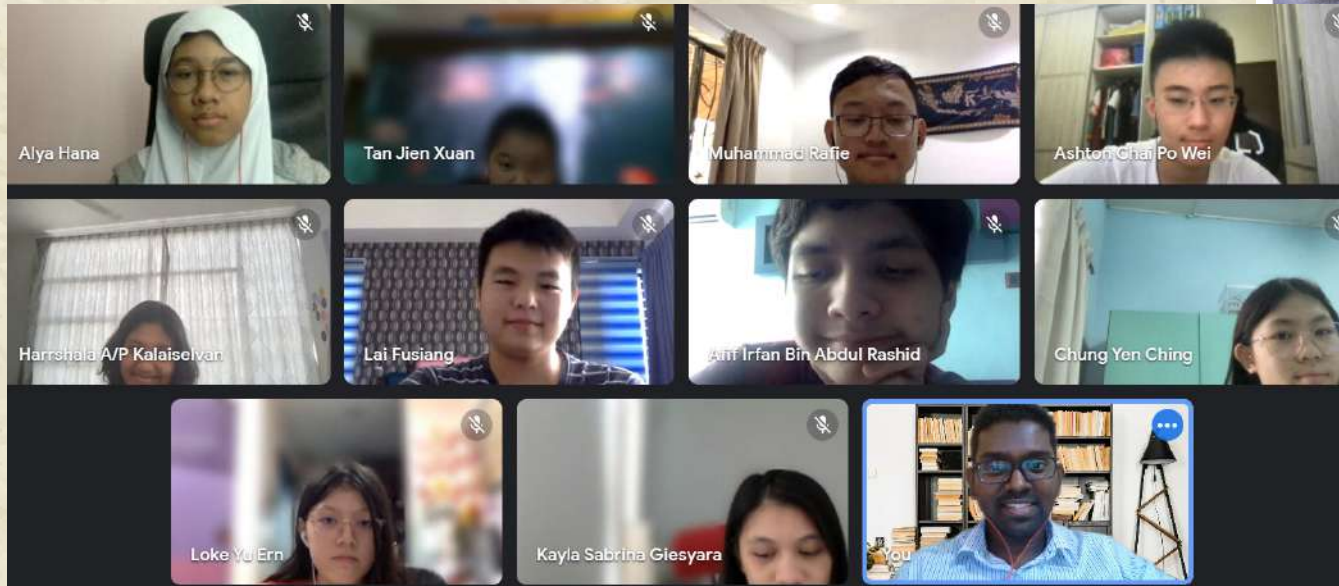 Alya Hana
Tan Jien Xuan
Muhammad Rafie
Ashton Chai Po Wei
Harrshala A/P Kalaiselvan
Lai Fusiang
Afif Irfan Bin Abdul Rashid
Chung Yen Ching
Loke Yu Ern
Kayla Sabrina Giesyara
You